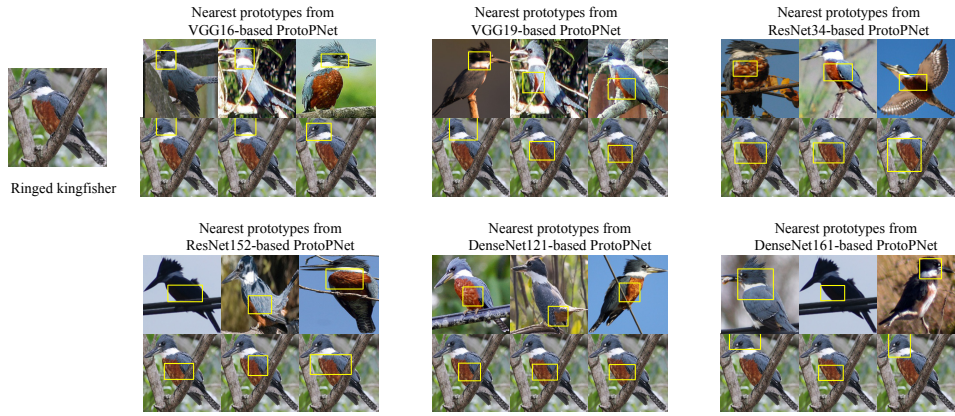 Nearest prototypes from
VGG16-based ProtoPNet
Nearest prototypes from
VGG19-based ProtoPNet
Nearest prototypes from
ResNet34-based ProtoPNet
Ringed kingfisher
Nearest prototypes from
ResNet152-based ProtoPNet
Nearest prototypes from
DenseNet121-based ProtoPNet
Nearest prototypes from
DenseNet161-based ProtoPNet